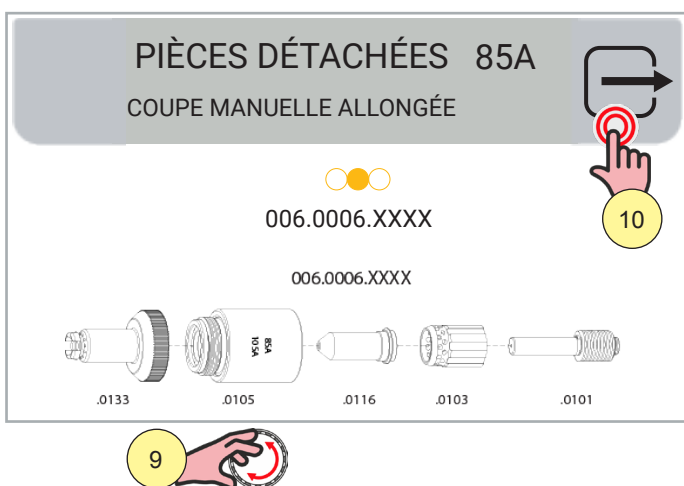 PIÈCES DÉTACHÉES 85A
COUPE MANUELLE ALLONGÉE
10
006.0006.XXXX
006.0006.XXXX
85A
105A
.0133 .0105 .0116 .0103 .0101
9